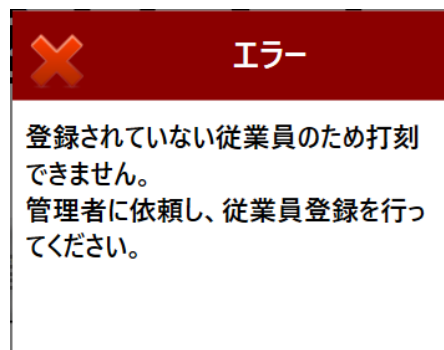 エラー
登録されていない従業員のため打刻
できません。
管理者に依頼し、従業員登録を行っ
てください。